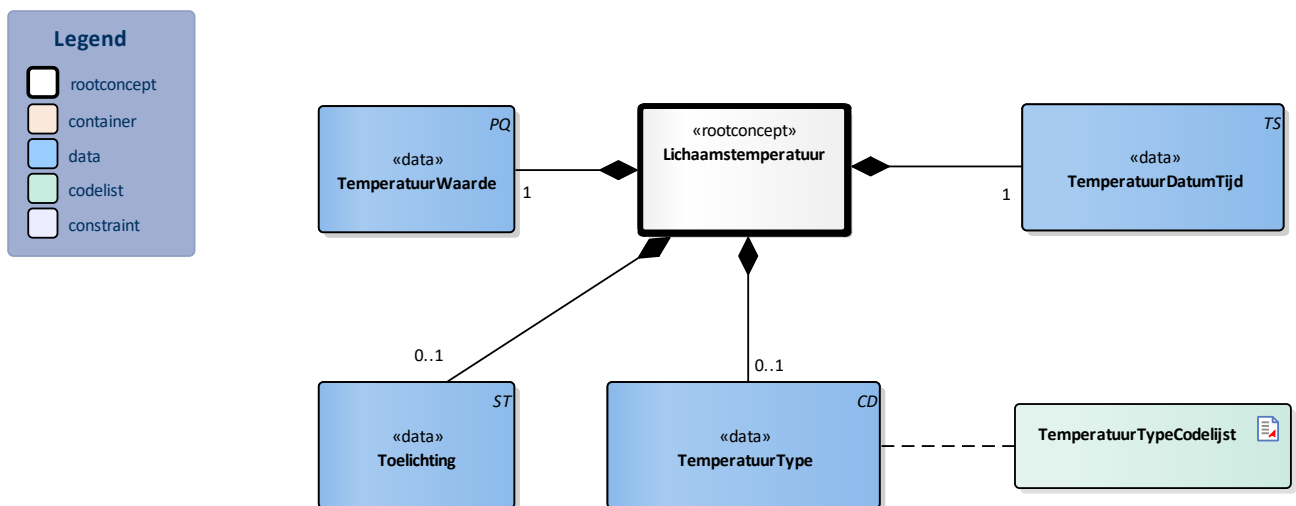 Legend
rootconcept
container
data
codelist
constraint
PQ
«data»
TemperatuurWaarde
1
«rootconcept»
Lichaamstemperatuur
TS
«data»
TemperatuurDatumTijd
1
0..1
0..1
ST
«data»
Toelichting
CD
«data»
TemperatuurType
TemperatuurTypeCodelijst